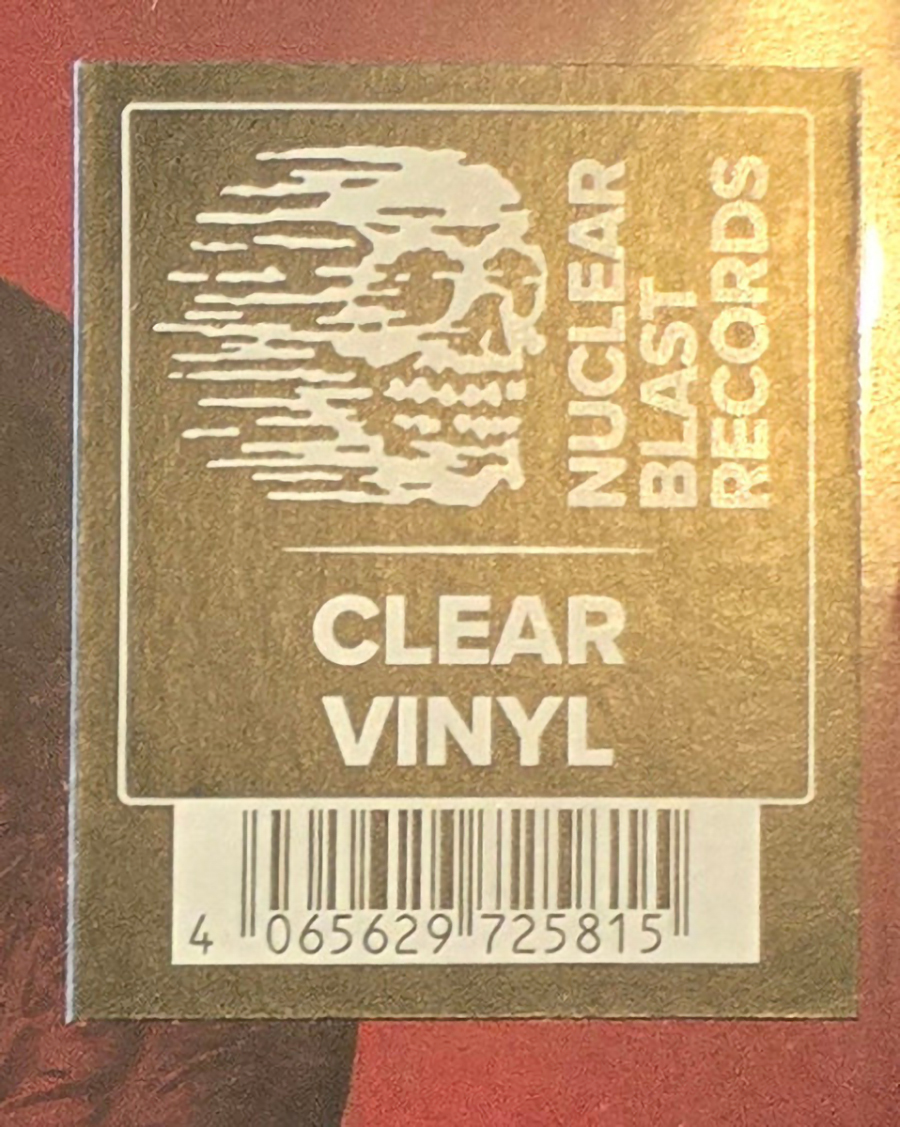 NUCLEAR
BLAST
RECORDS
CLEAR
VINYL
4 065629 725815